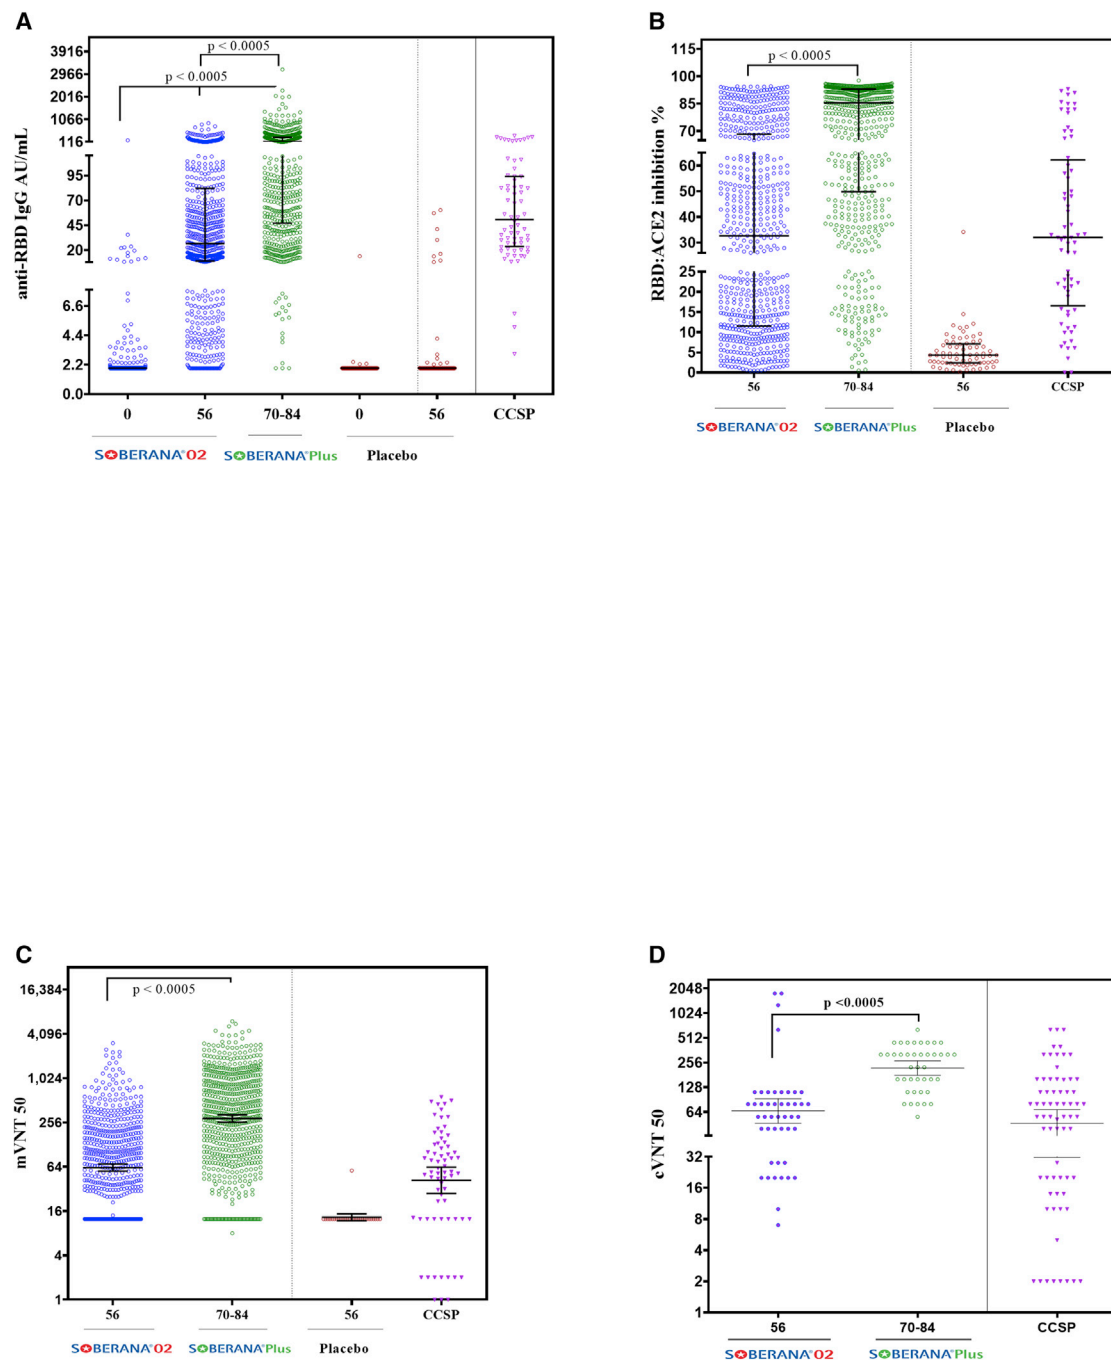 A
anti-RBD IgG AU/mL
3916
2966
2016
1066
116
95
70
45
20
6.6
4.4
2.2
0.0
p < 0.0005
p < 0.0005
0 56 70-84 0 56 CCSP
SOBERANA®02 SOBERANA®Plus Placebo
B
RBD:ACE2 inhibition %
115
100
85
70
60
50
40
30
25
20
15
10
5
0
p < 0.0005
56 70-84 56 CCSP
SOBERANA®02 SOBERANA®Plus Placebo
C
mVNT 50
16,384
4,096
1,024
256
64
16
4
1
p < 0.0005
56 70-84 56 CCSP
SOBERANA®02 SOBERANA®Plus Placebo
D
cVNT 50
2048
1024
512
256
128
64
32
16
8
4
2
1
p <0.0005
56 70-84 CCSP
SOBERANA®02 SOBERANA®Plus